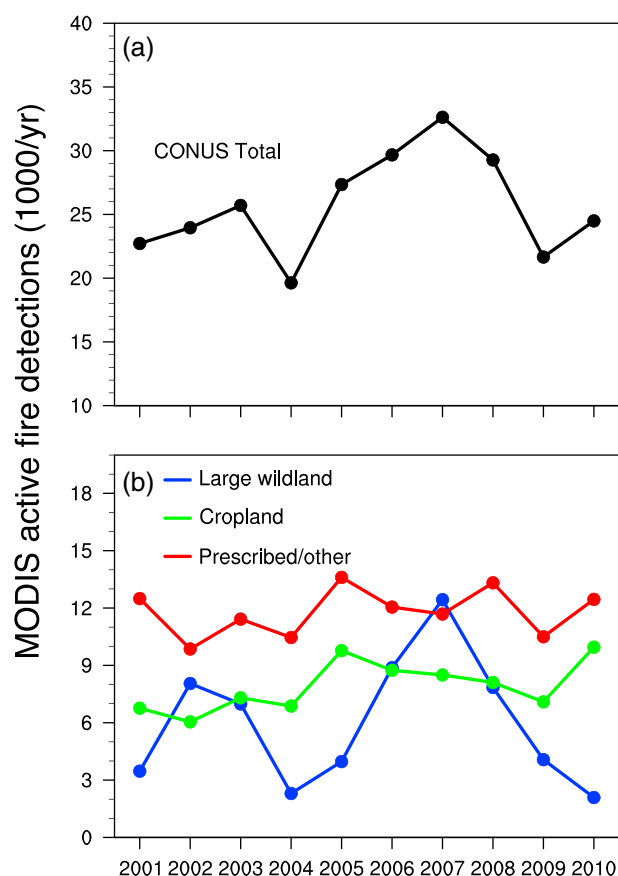 MODIS active fire detections (1000/yr)
(a)
CONUS Total
40
35
30
25
20
15
10
(b)
Large wildland
Cropland
Prescribed/other
18
15
12
9
6
3
0
2001 2002 2003 2004 2005 2006 2007 2008 2009 2010